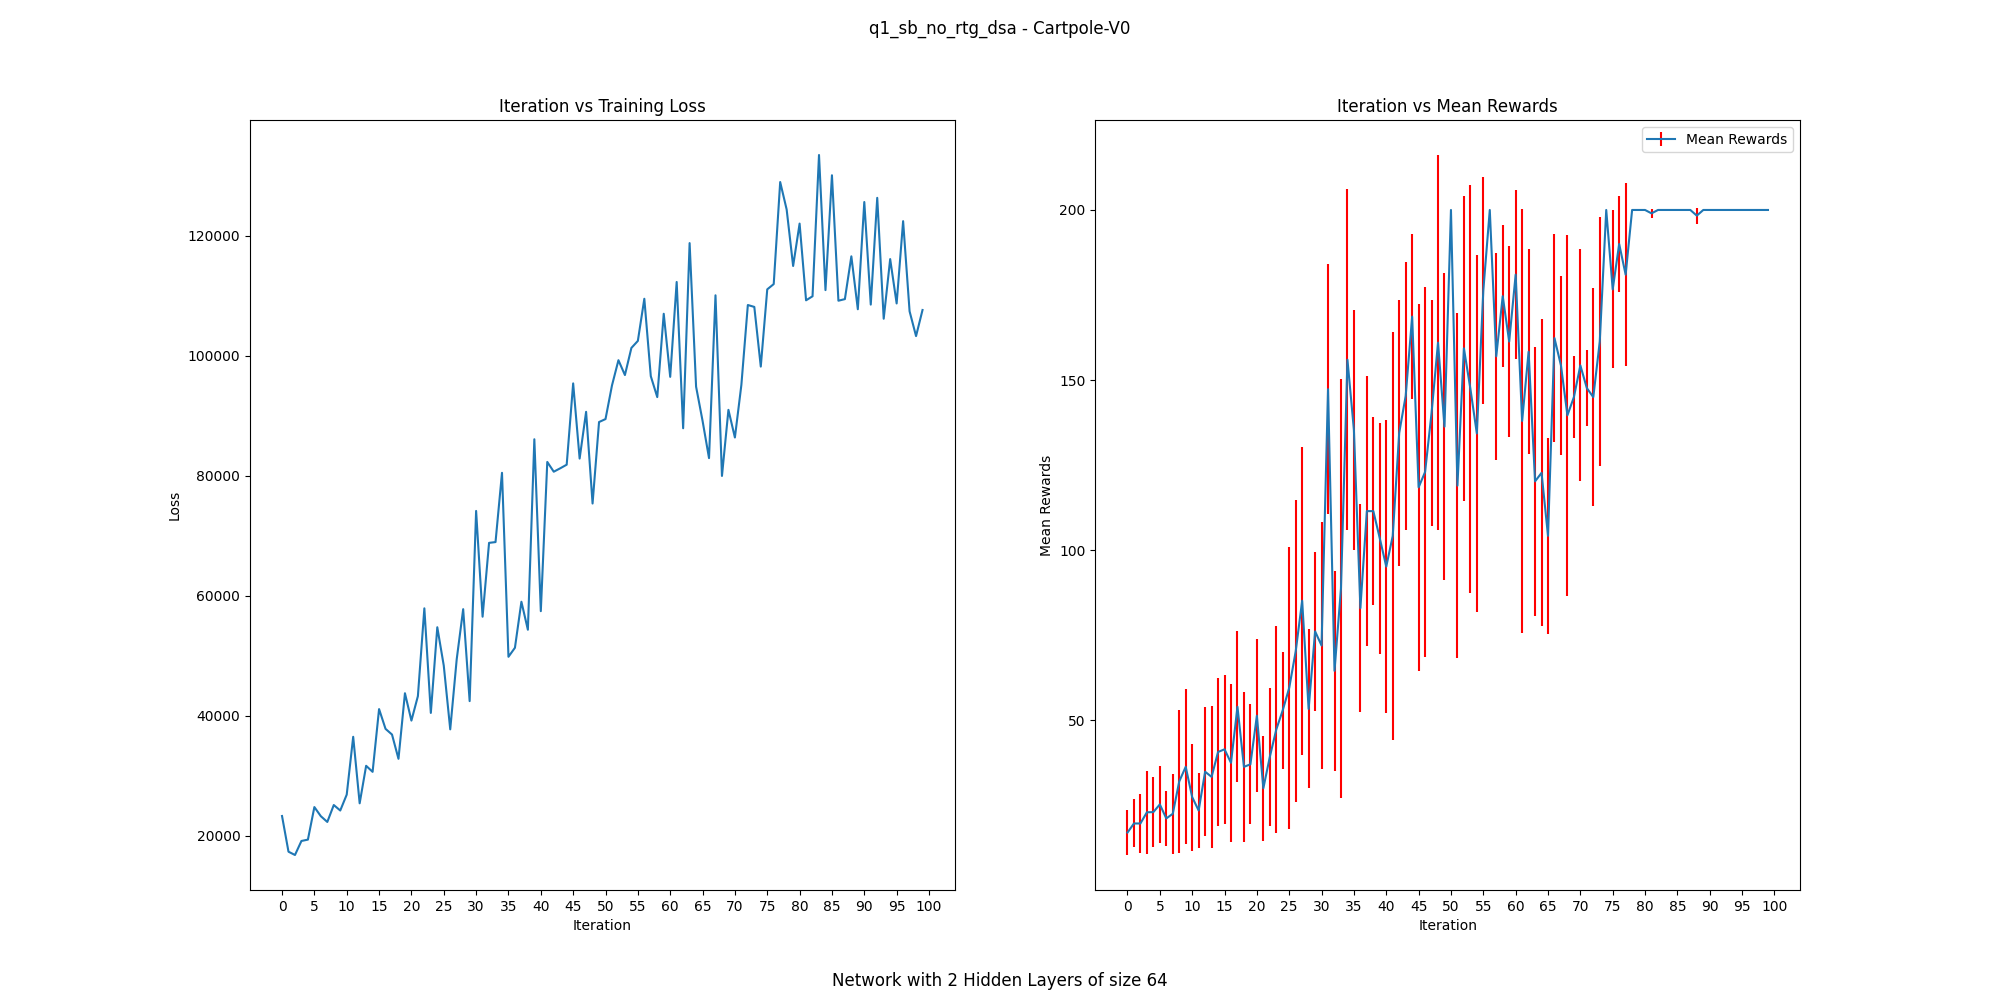 q1_sb_no_rtg_dsa - Cartpole-V0
Iteration vs Training Loss
Loss
120000
100000
80000
60000
40000
20000
0 5 10 15 20 25 30 35 40 45 50 55 60 65 70 75 80 85 90 95 100
Iteration
Iteration vs Mean Rewards
Mean Rewards
Mean Rewards
200
150
100
50
0 5 10 15 20 25 30 35 40 45 50 55 60 65 70 75 80 85 90 95 100
Iteration
Network with 2 Hidden Layers of size 64